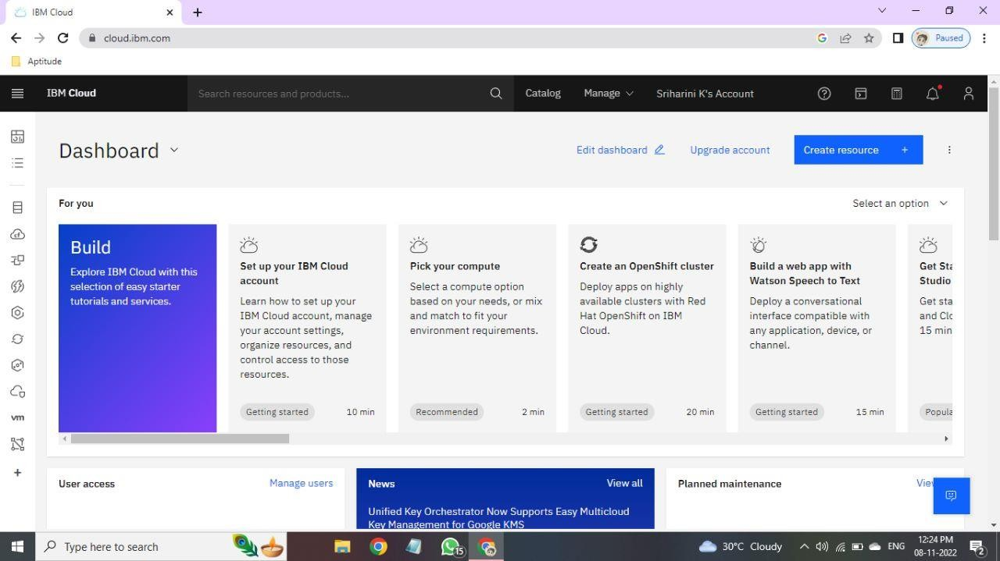 IBM Cloud
cloud.ibm.com
Paused
Aptitude
IBM Cloud
Search resources and products...
Catalog
Manage
Sriharini K's Account
Dashboard
Edit dashboard
Upgrade account
Create resource +
For you
Select an option
Build
Explore IBM Cloud with this
selection of easy starter
tutorials and services.
Set up your IBM Cloud
account
Learn how to set up your
IBM Cloud account, manage
your account settings,
organize resources, and
control access to those
resources.
Getting started
10 min
Pick your compute
Select a compute option
based on your needs, or mix
and match to fit your
environment requirements.
Recommended
2 min
Create an OpenShift cluster
Deploy apps on highly
available clusters with Red
Hat OpenShift on IBM
Cloud.
Getting started
20 min
Build a web app with
Watson Speech to Text
Deploy a conversational
interface compatible with
any application, device, or
channel.
Getting started
15 min
Get Sta
Studio
Get sta
and Clo
15 min
Popula
vm
User access
Manage users
News
View all
Unified Key Orchestrator Now Supports Easy Multicloud
Key Management for Google KMS
Planned maintenance
View
Type here to search
15
30°C Cloudy
ENG
12:24 PM
08-11-2022
2